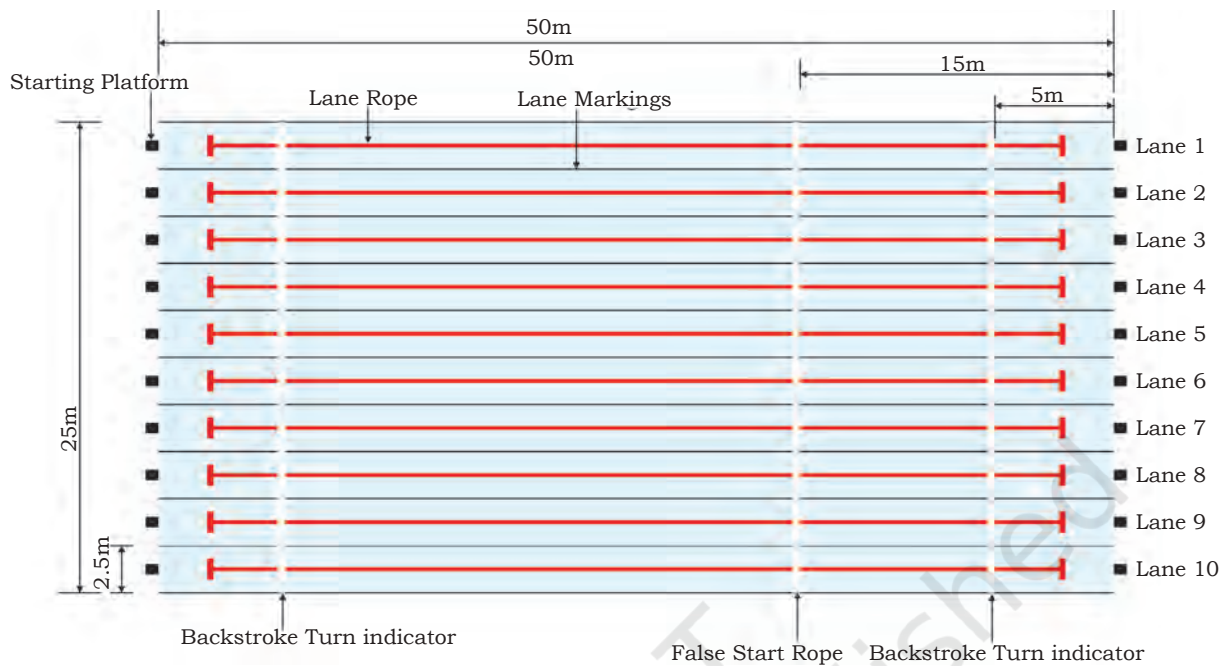 50m
50m
15m
Starting Platform
Lane Rope
Lane Markings
5m
Lane 1
Lane 2
Lane 3
Lane 4
Lane 5
Lane 6
Lane 7
Lane 8
Lane 9
Lane 10
25m
2.5m
Backstroke Turn indicator
False Start Rope
Backstroke Turn indicator